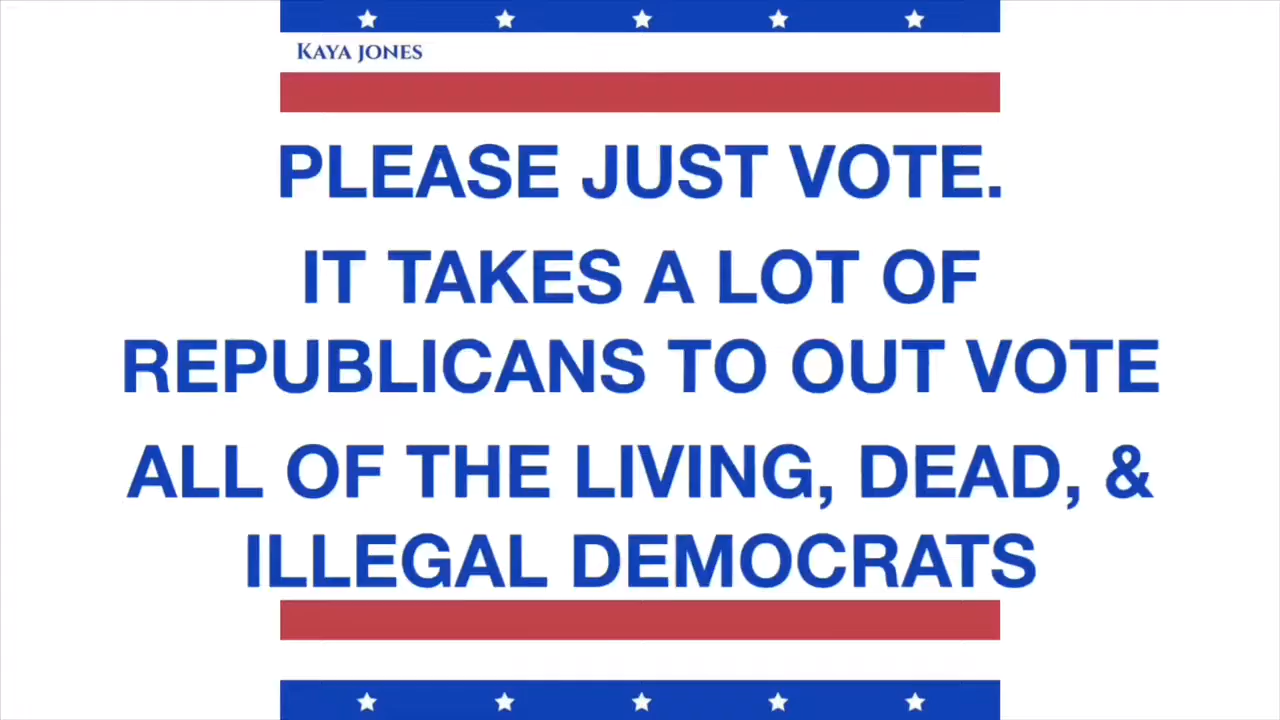 KAYA JONES
PLEASE JUST VOTE.
IT TAKES A LOT OF
REPUBLICANS TO OUT VOTE
ALL OF THE LIVING, DEAD, &
ILLEGAL DEMOCRATS